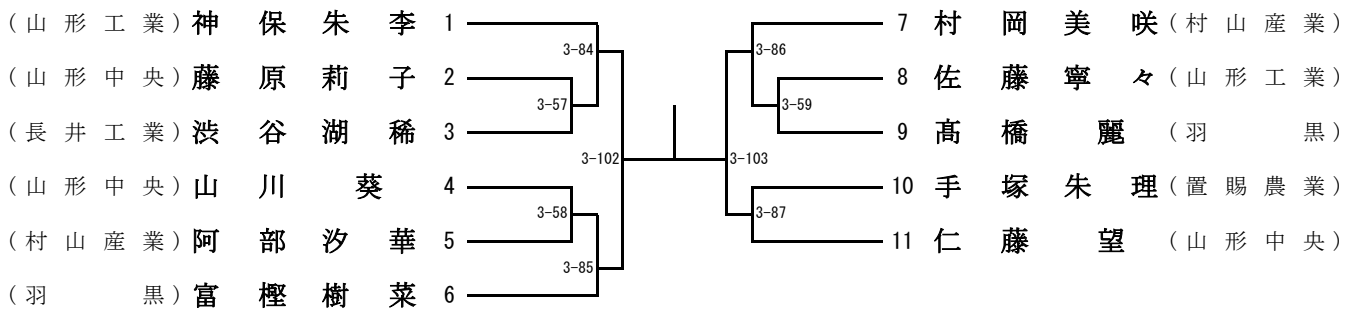 (山形工業) 神保朱李 1
3-84
(山形中央) 藤原莉子 2
3-57
(長井工業) 渋谷湖稀 3
3-102
(山形中央) 山川葵 4
3-58
(村山産業) 阿部汐華 5
3-85
(羽黒) 富樫樹菜 6
7 村岡美咲 (村山産業)
3-86
8 佐藤寧々 (山形工業)
3-59
9 髙橋麗 (羽黒)
3-103
10 手塚朱理 (置賜農業)
3-87
11 仁藤望 (山形中央)